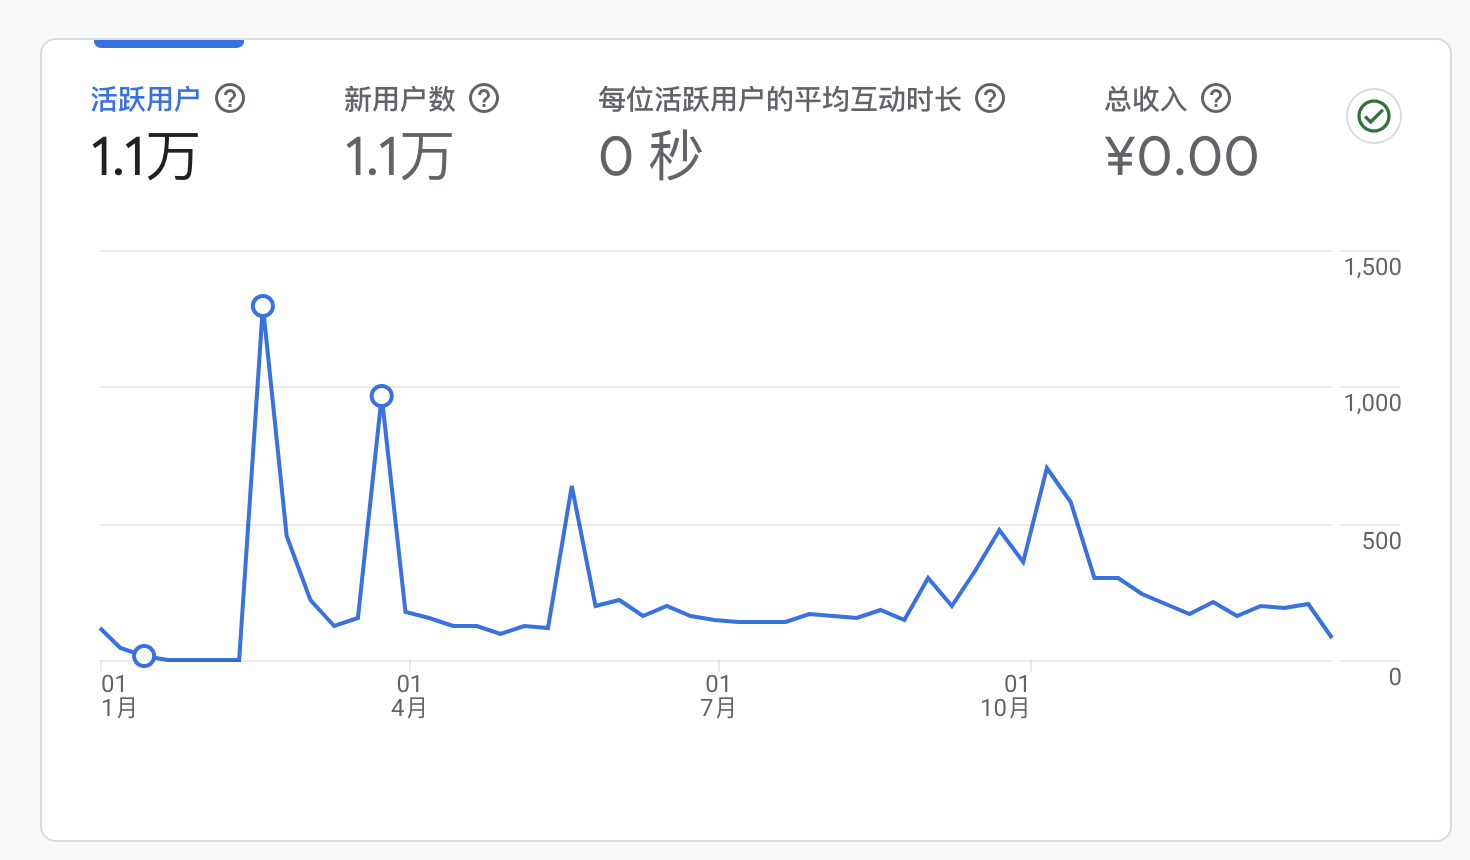 活跃用户 新用户数 每位活跃用户的平均互动时长 总收入
1.1万 1.1万 0 秒 ¥0.00
1,500
1,000
500
0
01 01 01 01
1月 4月 7月 10月